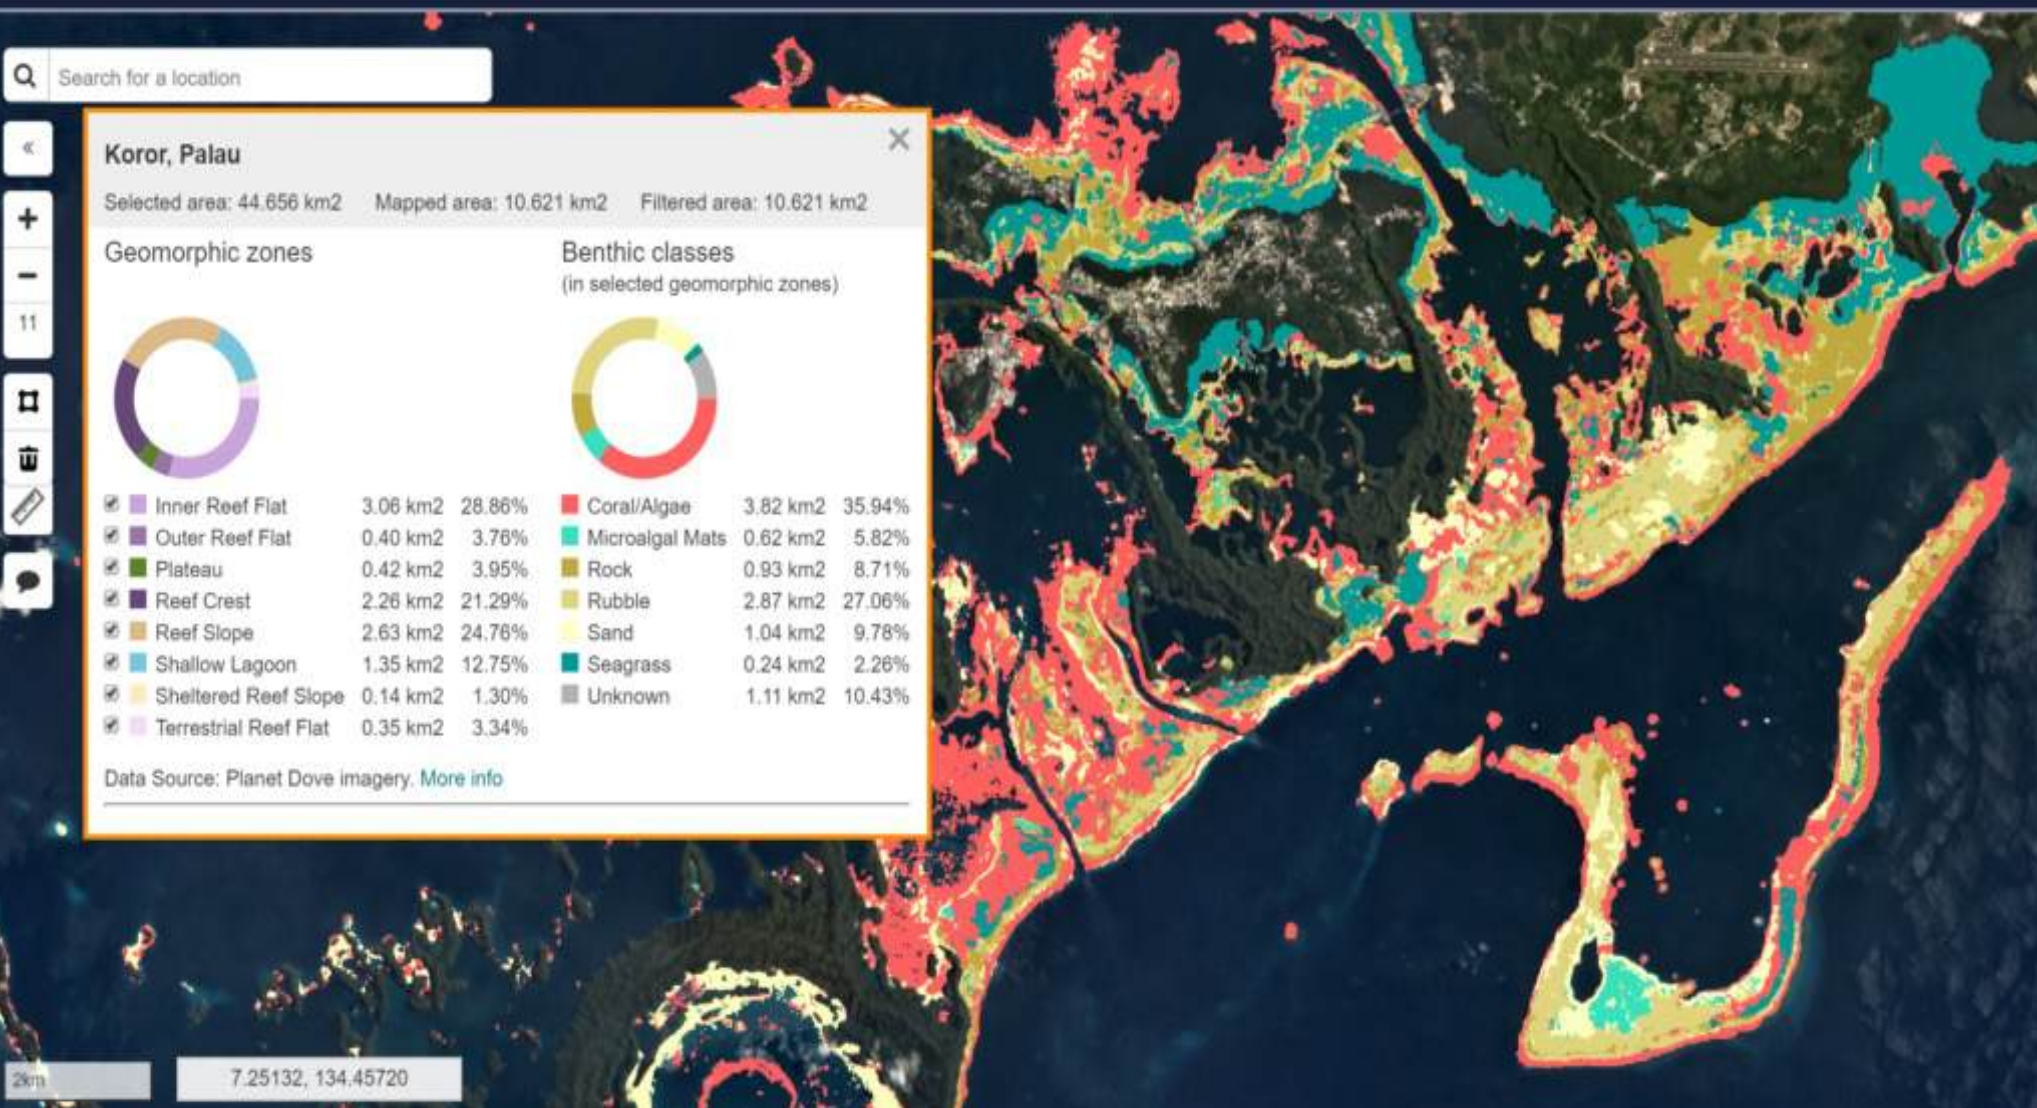 Search for a location
«
Koror, Palau
×
Selected area: 44.656 km2 Mapped area: 10.621 km2 Filtered area: 10.621 km2
Geomorphic zones
Benthic classes
(in selected geomorphic zones)
+
−
11
Inner Reef Flat 3.06 km2 28.86%
Outer Reef Flat 0.40 km2 3.76%
Plateau 0.42 km2 3.95%
Reef Crest 2.26 km2 21.29%
Reef Slope 2.63 km2 24.76%
Shallow Lagoon 1.35 km2 12.75%
Sheltered Reef Slope 0.14 km2 1.30%
Terrestrial Reef Flat 0.35 km2 3.34%
Coral/Algae 3.82 km2 35.94%
Microalgal Mats 0.62 km2 5.82%
Rock 0.93 km2 8.71%
Rubble 2.87 km2 27.06%
Sand 1.04 km2 9.78%
Seagrass 0.24 km2 2.26%
Unknown 1.11 km2 10.43%
Data Source: Planet Dove imagery. More info
2km
7.25132, 134.45720